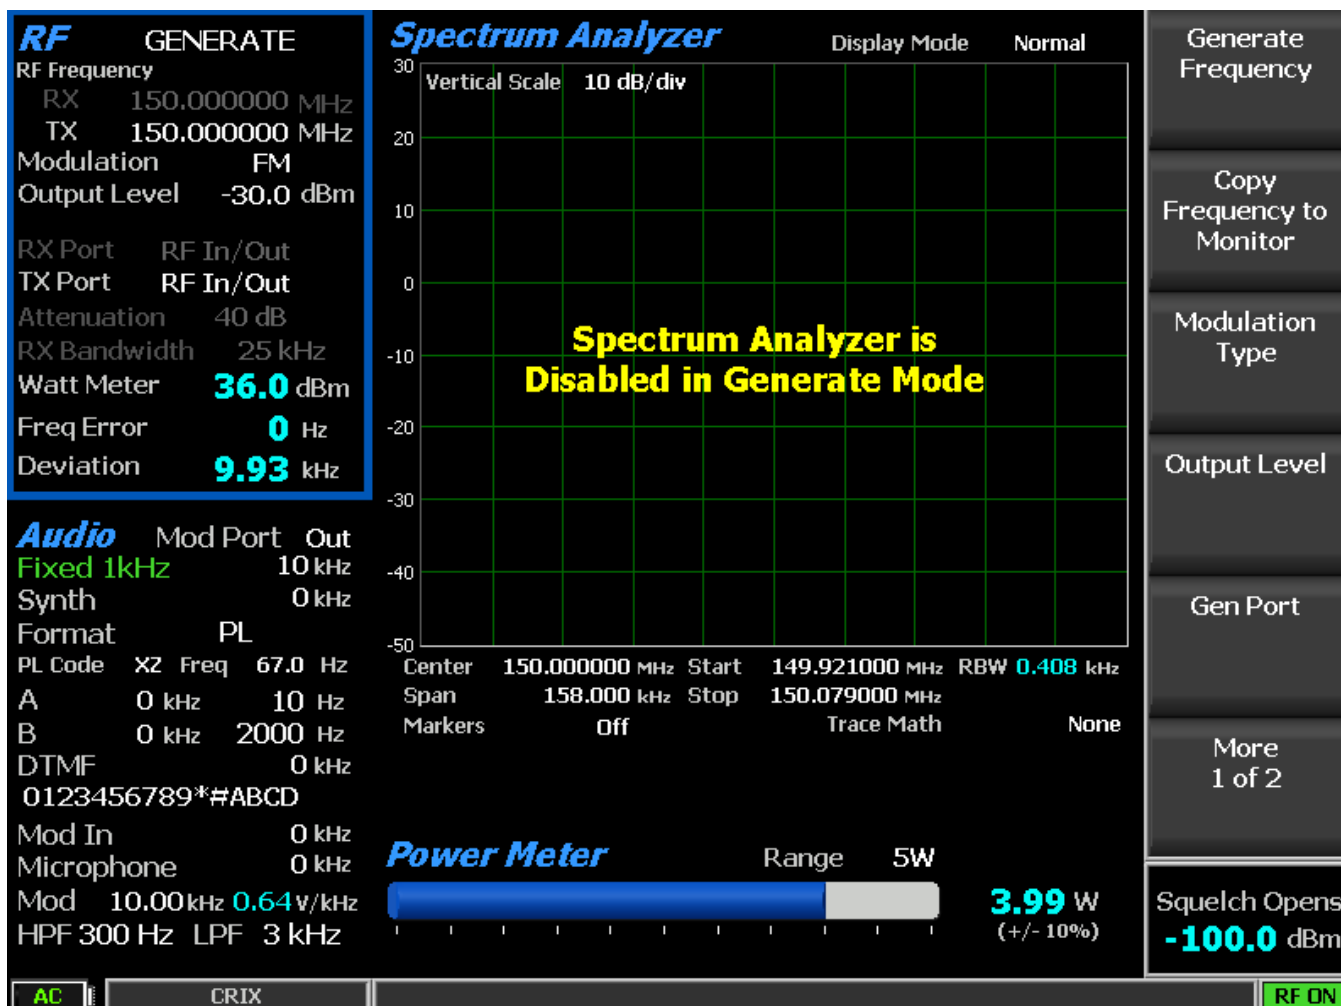 RF GENERATE
RF Frequency
RX 150.000000 MHz
TX 150.000000 MHz
Modulation FM
Output Level -30.0 dBm
RX Port RF In/Out
TX Port RF In/Out
Attenuation 40 dB
RX Bandwidth 25 kHz
Watt Meter 36.0 dBm
Freq Error 0 Hz
Deviation 9.93 kHz
Audio Mod Port Out
Fixed 1kHz 10 kHz
Synth 0 kHz
Format PL
PL Code XZ Freq 67.0 Hz
A 0 kHz 10 Hz
B 0 kHz 2000 Hz
DTMF 0 kHz
0123456789*#ABCD
Mod In 0 kHz
Microphone 0 kHz
Mod 10.00 kHz 0.64 V/kHz
HPF 300 Hz LPF 3 kHz
Spectrum Analyzer Display Mode Normal
Vertical Scale 10 dB/div
30
20
10
0
-10
-20
-30
-40
-50
Spectrum Analyzer is
Disabled in Generate Mode
Center 150.000000 MHz Start 149.921000 MHz RBW 0.408 kHz
Span 158.000 kHz Stop 150.079000 MHz
Markers Off Trace Math None
Power Meter Range 5W
3.99 W
(+/- 10%)
Generate
Frequency
Copy
Frequency to
Monitor
Modulation
Type
Output Level
Gen Port
More
1 of 2
Squelch Opens
-100.0 dBm
AC CRIX RF ON